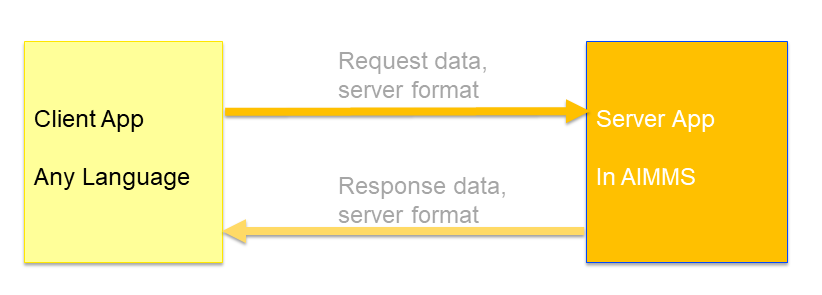 Client App
Any Language
Request data,
server format
Response data,
server format
Server App
In AIMMS